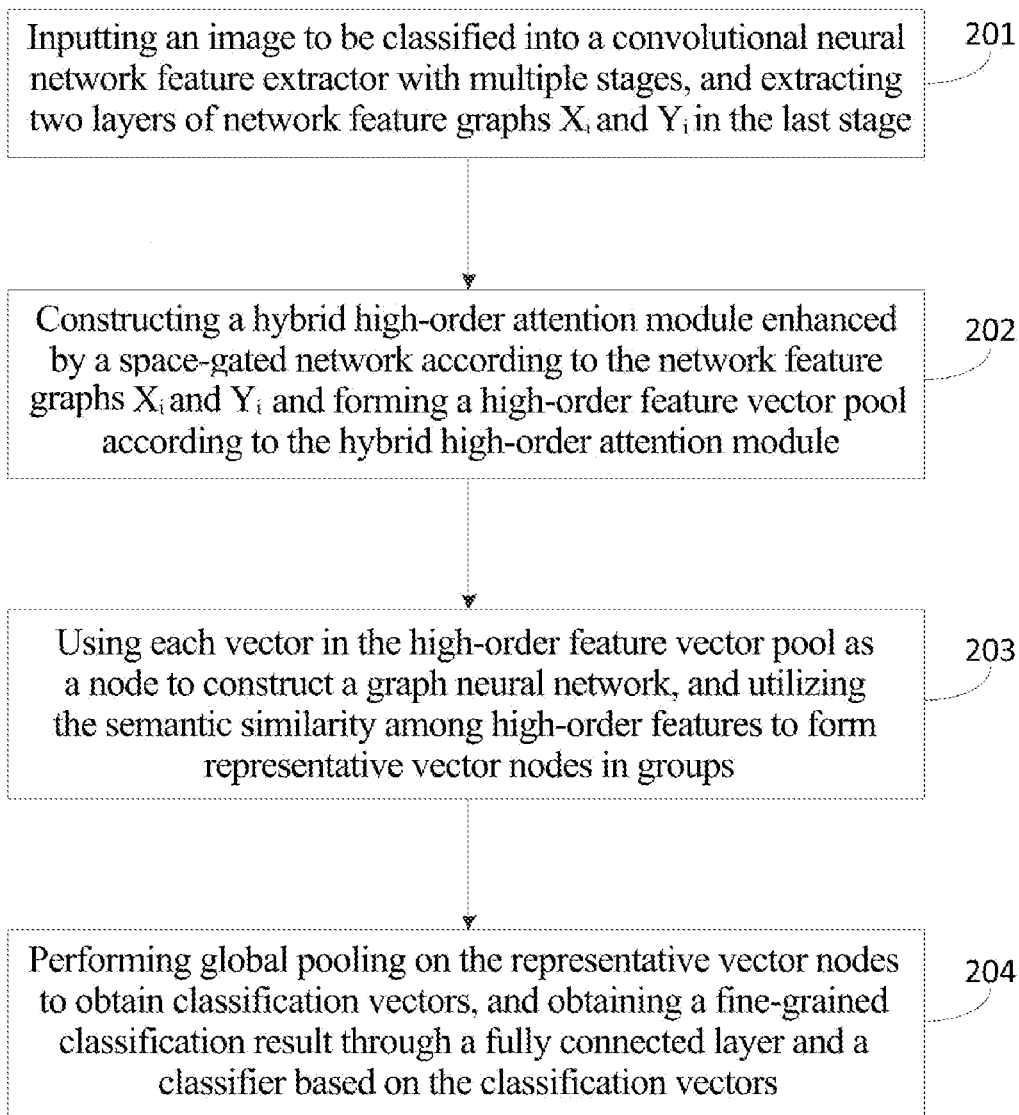 Inputting an image to be classified into a convolutional neural
network feature extractor with multiple stages, and extracting
two layers of network feature graphs Xᵢ and Yᵢ in the last stage
201
Constructing a hybrid high-order attention module enhanced
by a space-gated network according to the network feature
graphs Xᵢ and Yᵢ and forming a high-order feature vector pool
according to the hybrid high-order attention module
202
Using each vector in the high-order feature vector pool as
a node to construct a graph neural network, and utilizing
the semantic similarity among high-order features to form
representative vector nodes in groups
203
Performing global pooling on the representative vector nodes
to obtain classification vectors, and obtaining a fine-grained
classification result through a fully connected layer and a
classifier based on the classification vectors
204